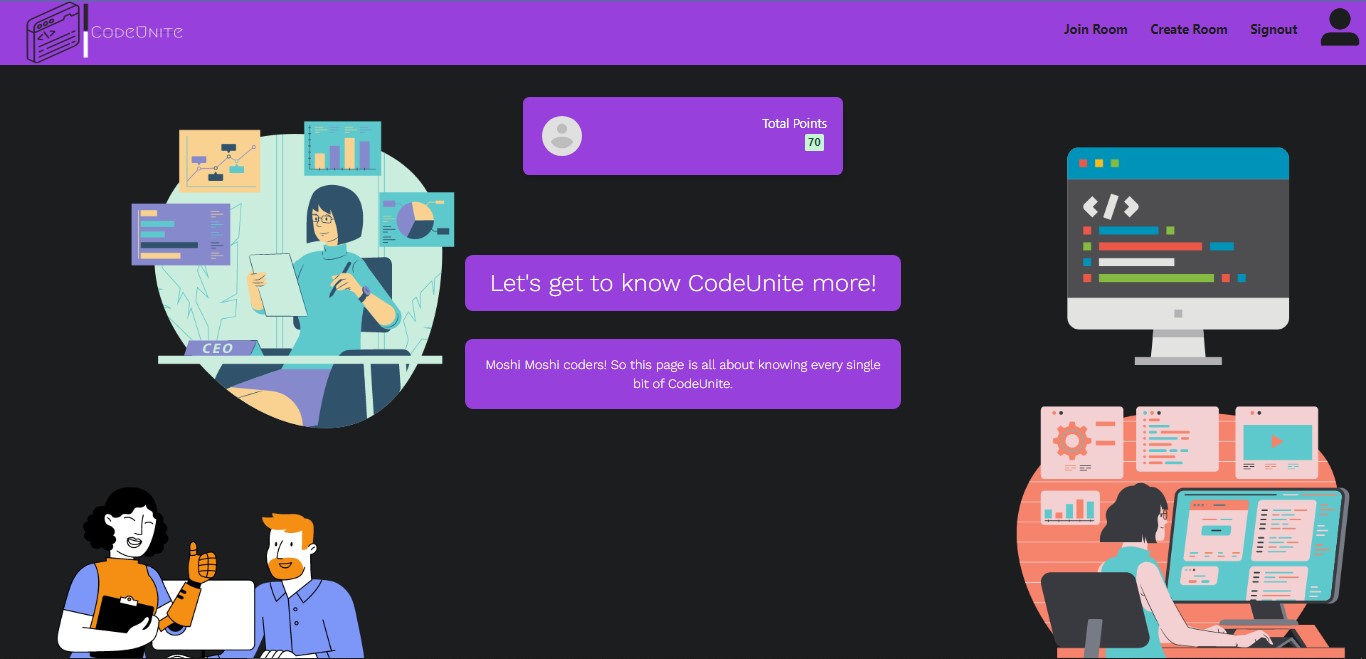 CodeUnite
Join Room
Create Room
Signout
Total Points
70
Let's get to know CodeUnite more!
Moshi Moshi coders! So this page is all about knowing every single
bit of CodeUnite.
CEO